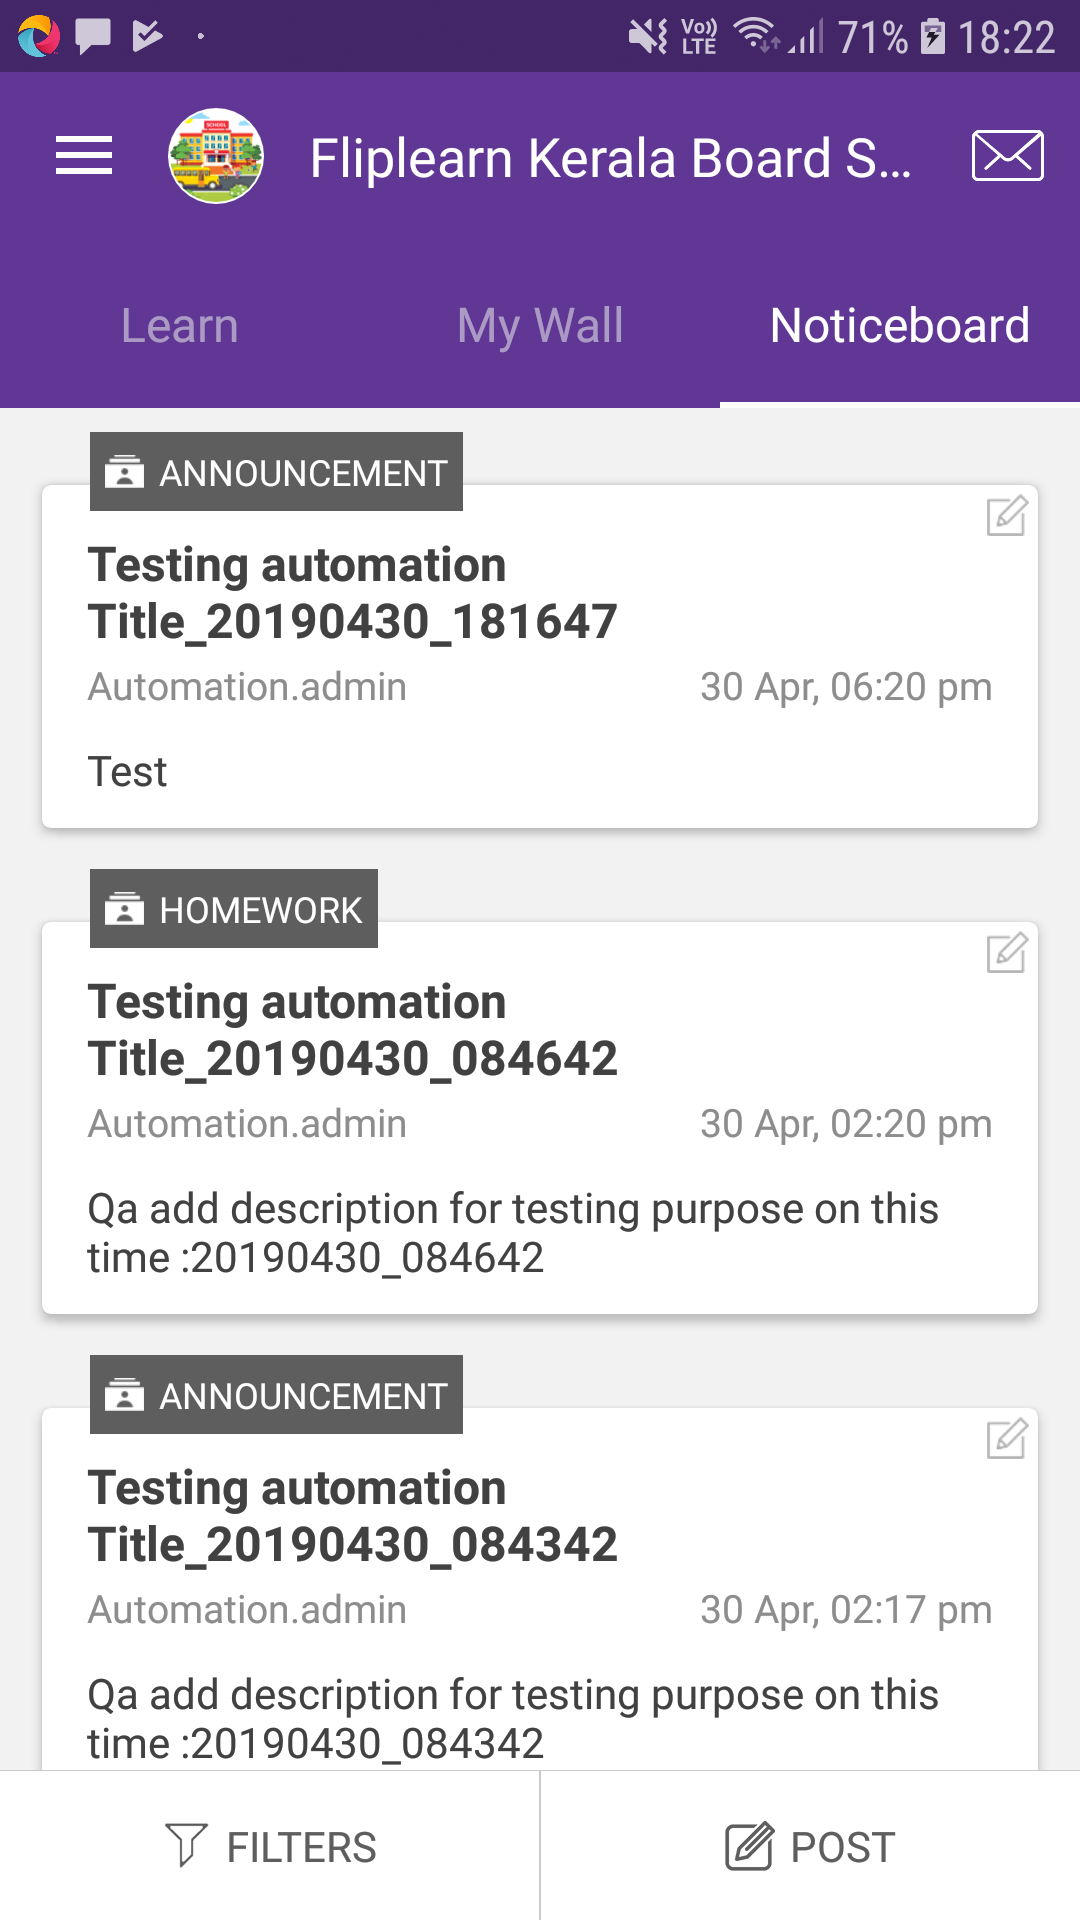 Vo)) LTE 71% 18:22
SCHOOL
Fliplearn Kerala Board S...
Learn My Wall Noticeboard
ANNOUNCEMENT
Testing automation
Title_20190430_181647
Automation.admin 30 Apr, 06:20 pm
Test
HOMEWORK
Testing automation
Title_20190430_084642
Automation.admin 30 Apr, 02:20 pm
Qa add description for testing purpose on this
time :20190430_084642
ANNOUNCEMENT
Testing automation
Title_20190430_084342
Automation.admin 30 Apr, 02:17 pm
Qa add description for testing purpose on this
time :20190430_084342
FILTERS POST